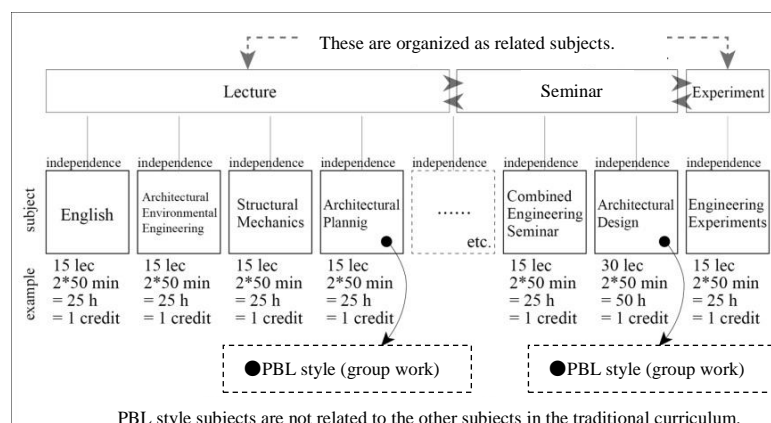 These are organized as related subjects.
Lecture
Seminar
Experiment
independence
independence
independence
independence
independence
independence
independence
independence
subject
English
Architectural
Environmental
Engineering
Structural
Mechanics
Architectural
Plannig
......
etc.
Combined
Engineering
Seminar
Architectural
Design
Engineering
Experiments
example
15 lec
2*50 min
= 25 h
= 1 credit
15 lec
2*50 min
= 25 h
= 1 credit
15 lec
2*50 min
= 25 h
= 1 credit
15 lec
2*50 min
= 25 h
= 1 credit
15 lec
2*50 min
= 25 h
= 1 credit
30 lec
2*50 min
= 50 h
= 1 credit
15 lec
2*50 min
= 25 h
= 1 credit
●PBL style (group work)
●PBL style (group work)
PBL style subjects are not related to the other subjects in the traditional curriculum.